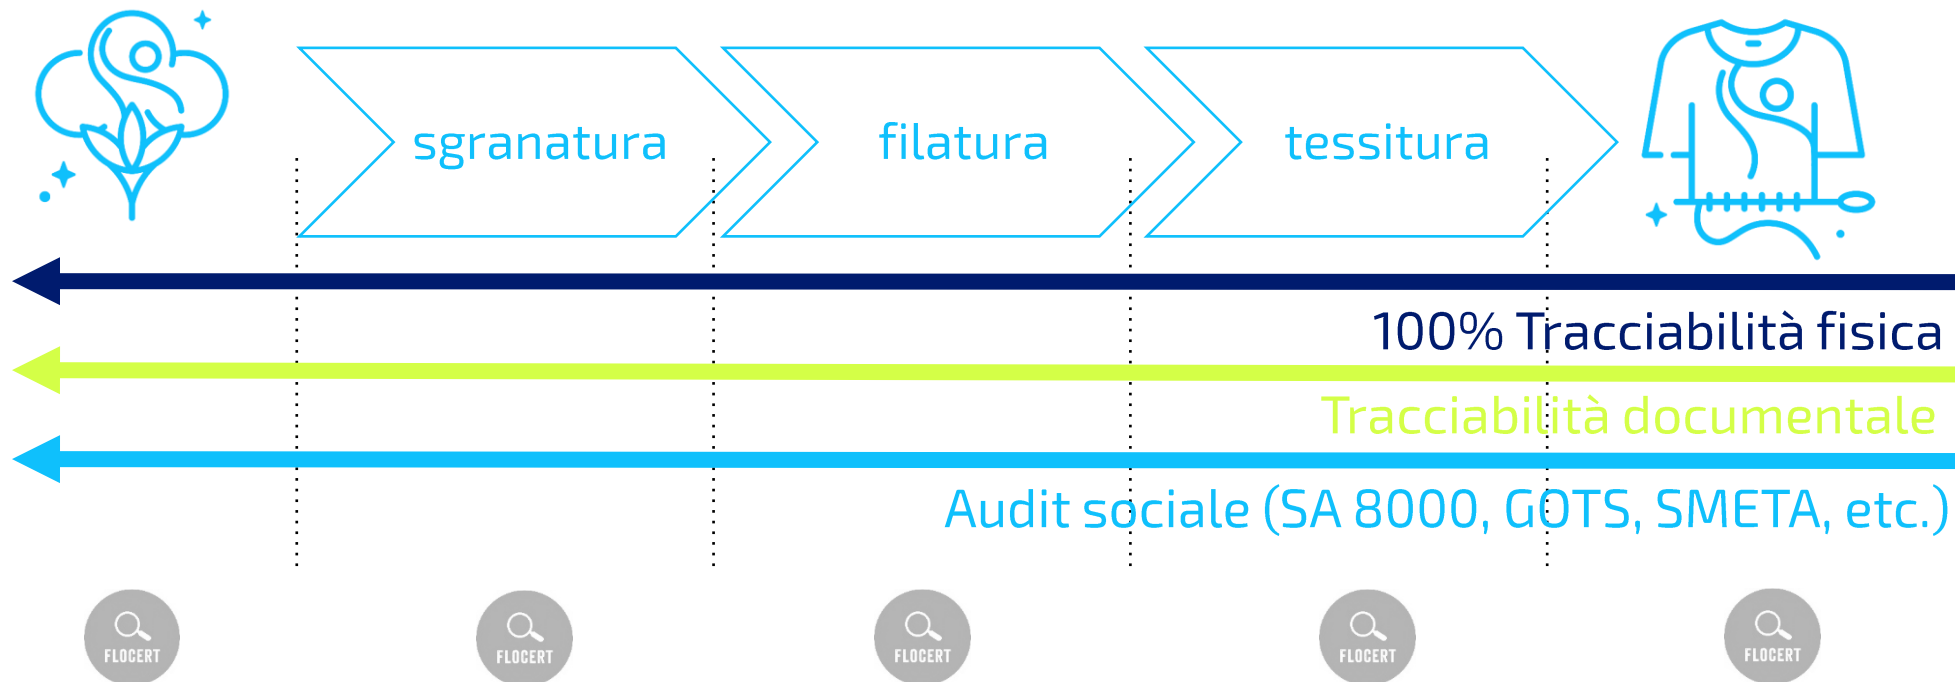 sgranatura
filatura
tessitura
100% Tracciabilità fisica
Tracciabilità documentale
Audit sociale (SA 8000, GOTS, SMETA, etc.)
FLOCERT
FLOCERT
FLOCERT
FLOCERT
FLOCERT